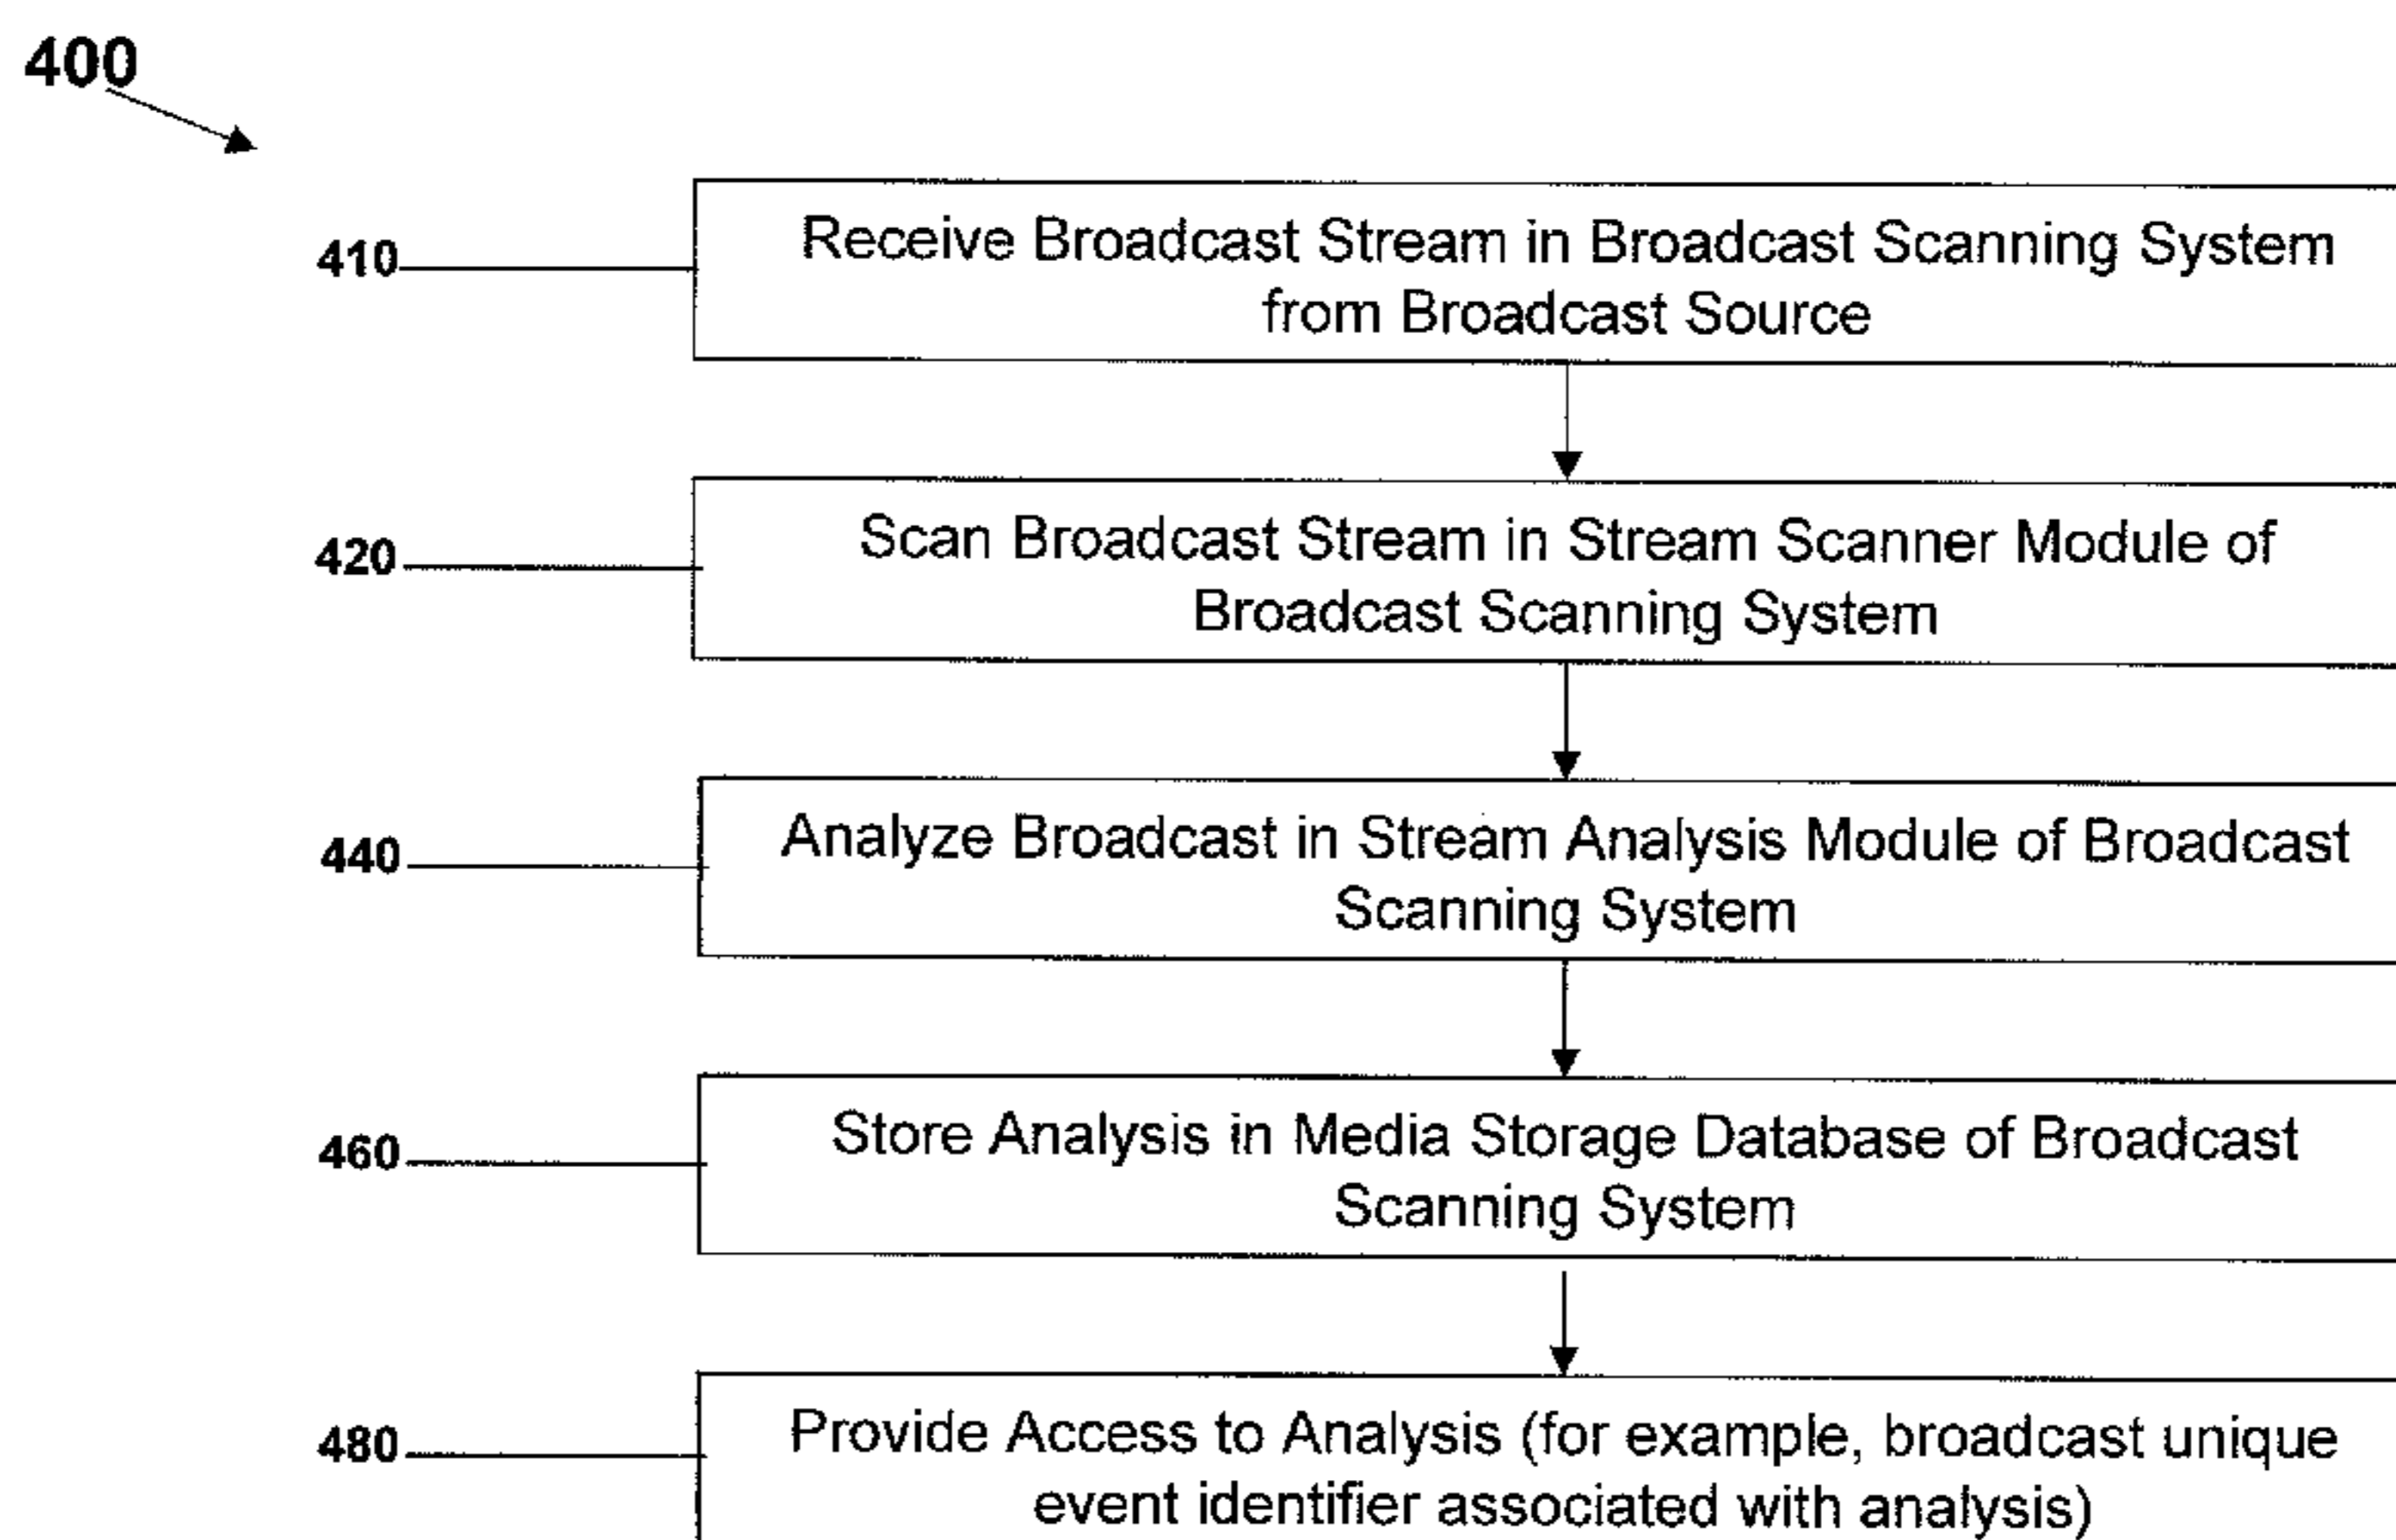 400
410
Receive Broadcast Stream in Broadcast Scanning System
from Broadcast Source
420
Scan Broadcast Stream in Stream Scanner Module of
Broadcast Scanning System
440
Analyze Broadcast in Stream Analysis Module of Broadcast
Scanning System
460
Store Analysis in Media Storage Database of Broadcast
Scanning System
480
Provide Access to Analysis (for example, broadcast unique
event identifier associated with analysis)